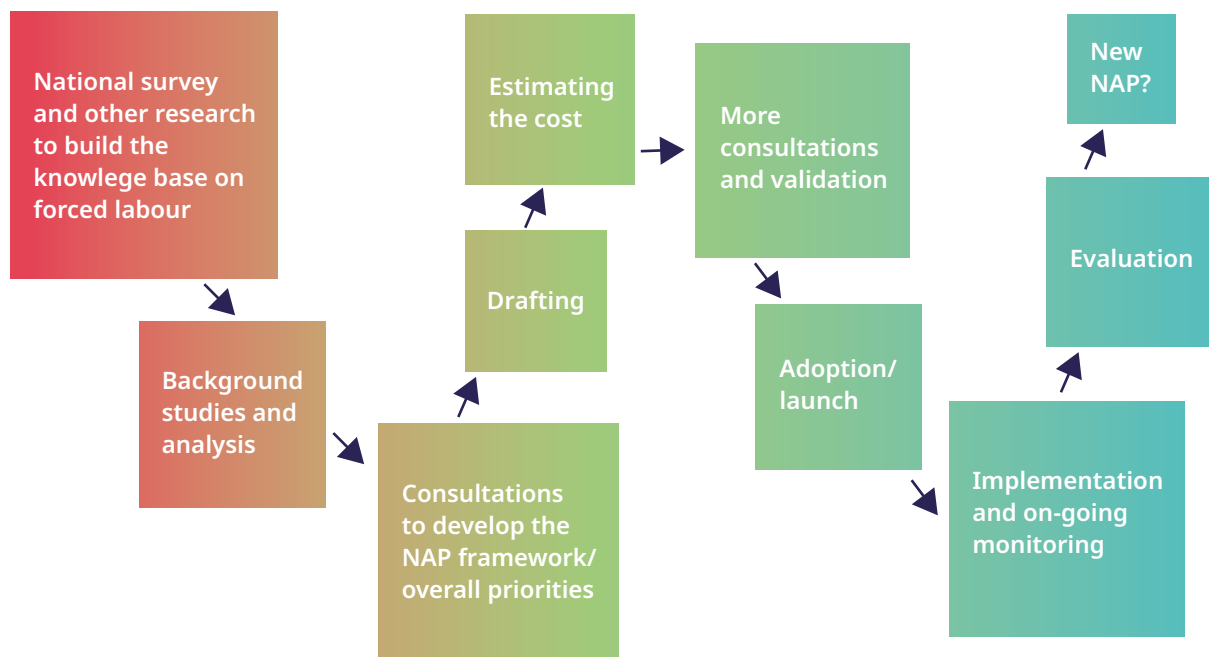 National survey
and other research
to build the
knowlege base on
forced labour
Background
studies and
analysis
Consultations
to develop the
NAP framework/
overall priorities
Drafting
Estimating
the cost
More
consultations
and validation
Adoption/
launch
Implementation
and on-going
monitoring
Evaluation
New
NAP?